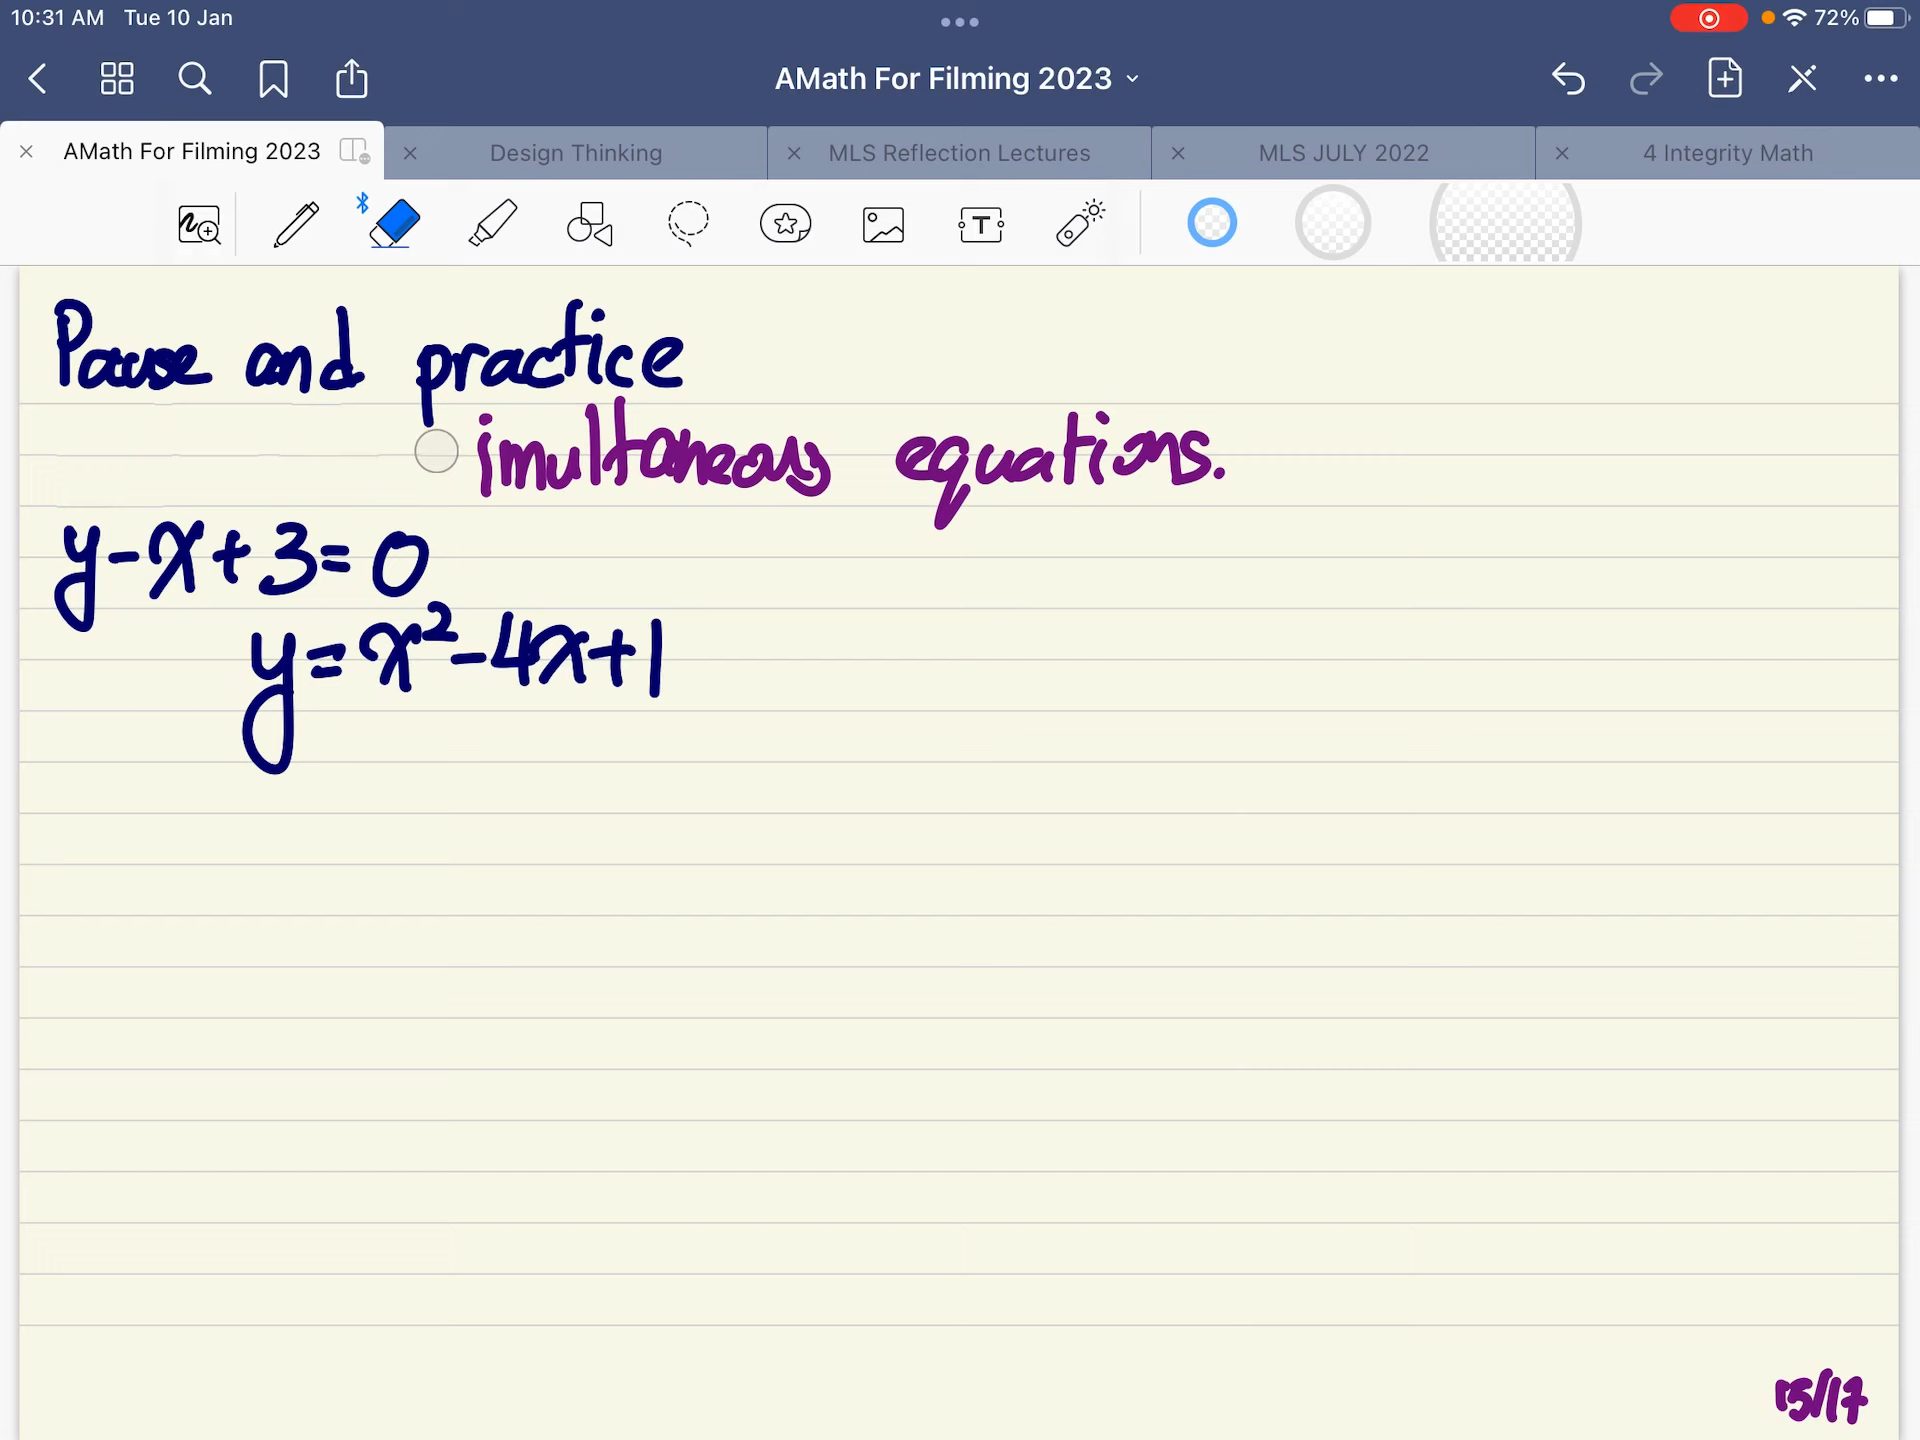 10:31 AM Tue 10 Jan
72%
AMath For Filming 2023
AMath For Filming 2023 Design Thinking MLS Reflection Lectures MLS JULY 2022 4 Integrity Math
T
Pause and practice
imultaneous equations.
y-x+3=0
y=x²-4x+1
15/17